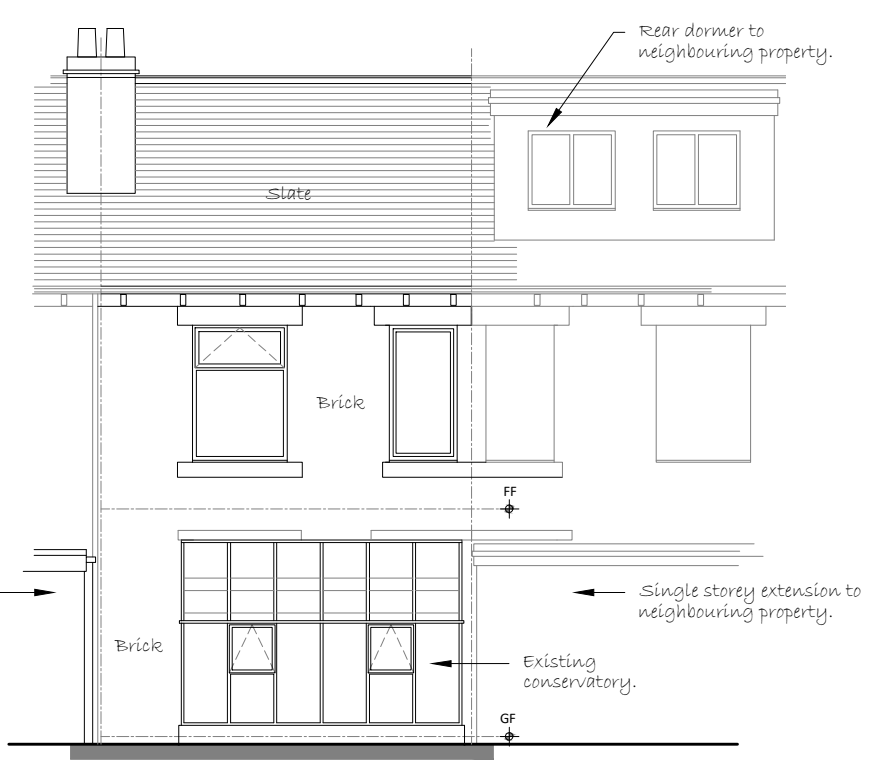 Rear dormer to
neighbouring property.
Slate
Brick
FF
Single storey extension to
neighbouring property.
Brick
Existing
conservatory.
GF